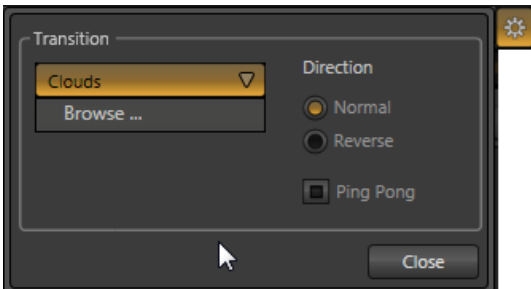 Transition
Clouds
Browse ...
Direction
Normal
Reverse
Ping Pong
Close